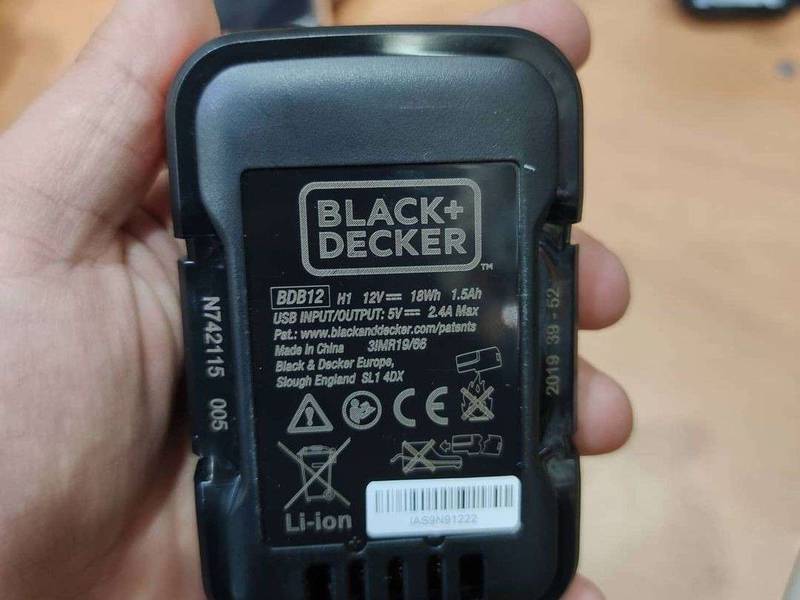 BLACK+
DECKER
TM
BDB12 H1 12V⎓ 18Wh 1.5Ah
USB INPUT/OUTPUT: 5V⎓ 2.4A Max
Pat.: www.blackanddecker.com/patents
Made in China 3IMR19/66
Black & Decker Europe,
Slough England SL1 4DX
CE
Li-ion
IAS9N91222
N742115 005
2019 39-52